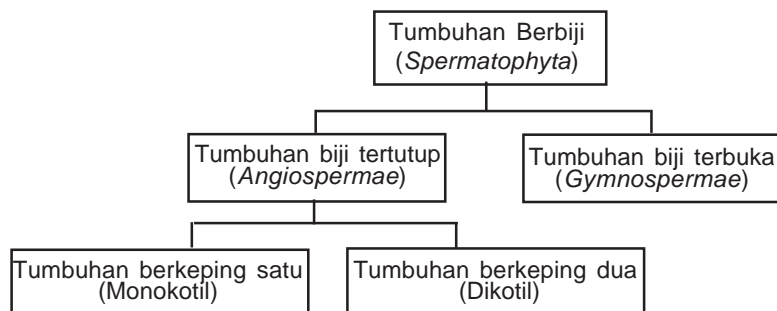 Tumbuhan Berbiji
(Spermatophyta)
Tumbuhan biji tertutup
(Angiospermae)
Tumbuhan biji terbuka
(Gymnospermae)
Tumbuhan berkeping satu
(Monokotil)
Tumbuhan berkeping dua
(Dikotil)